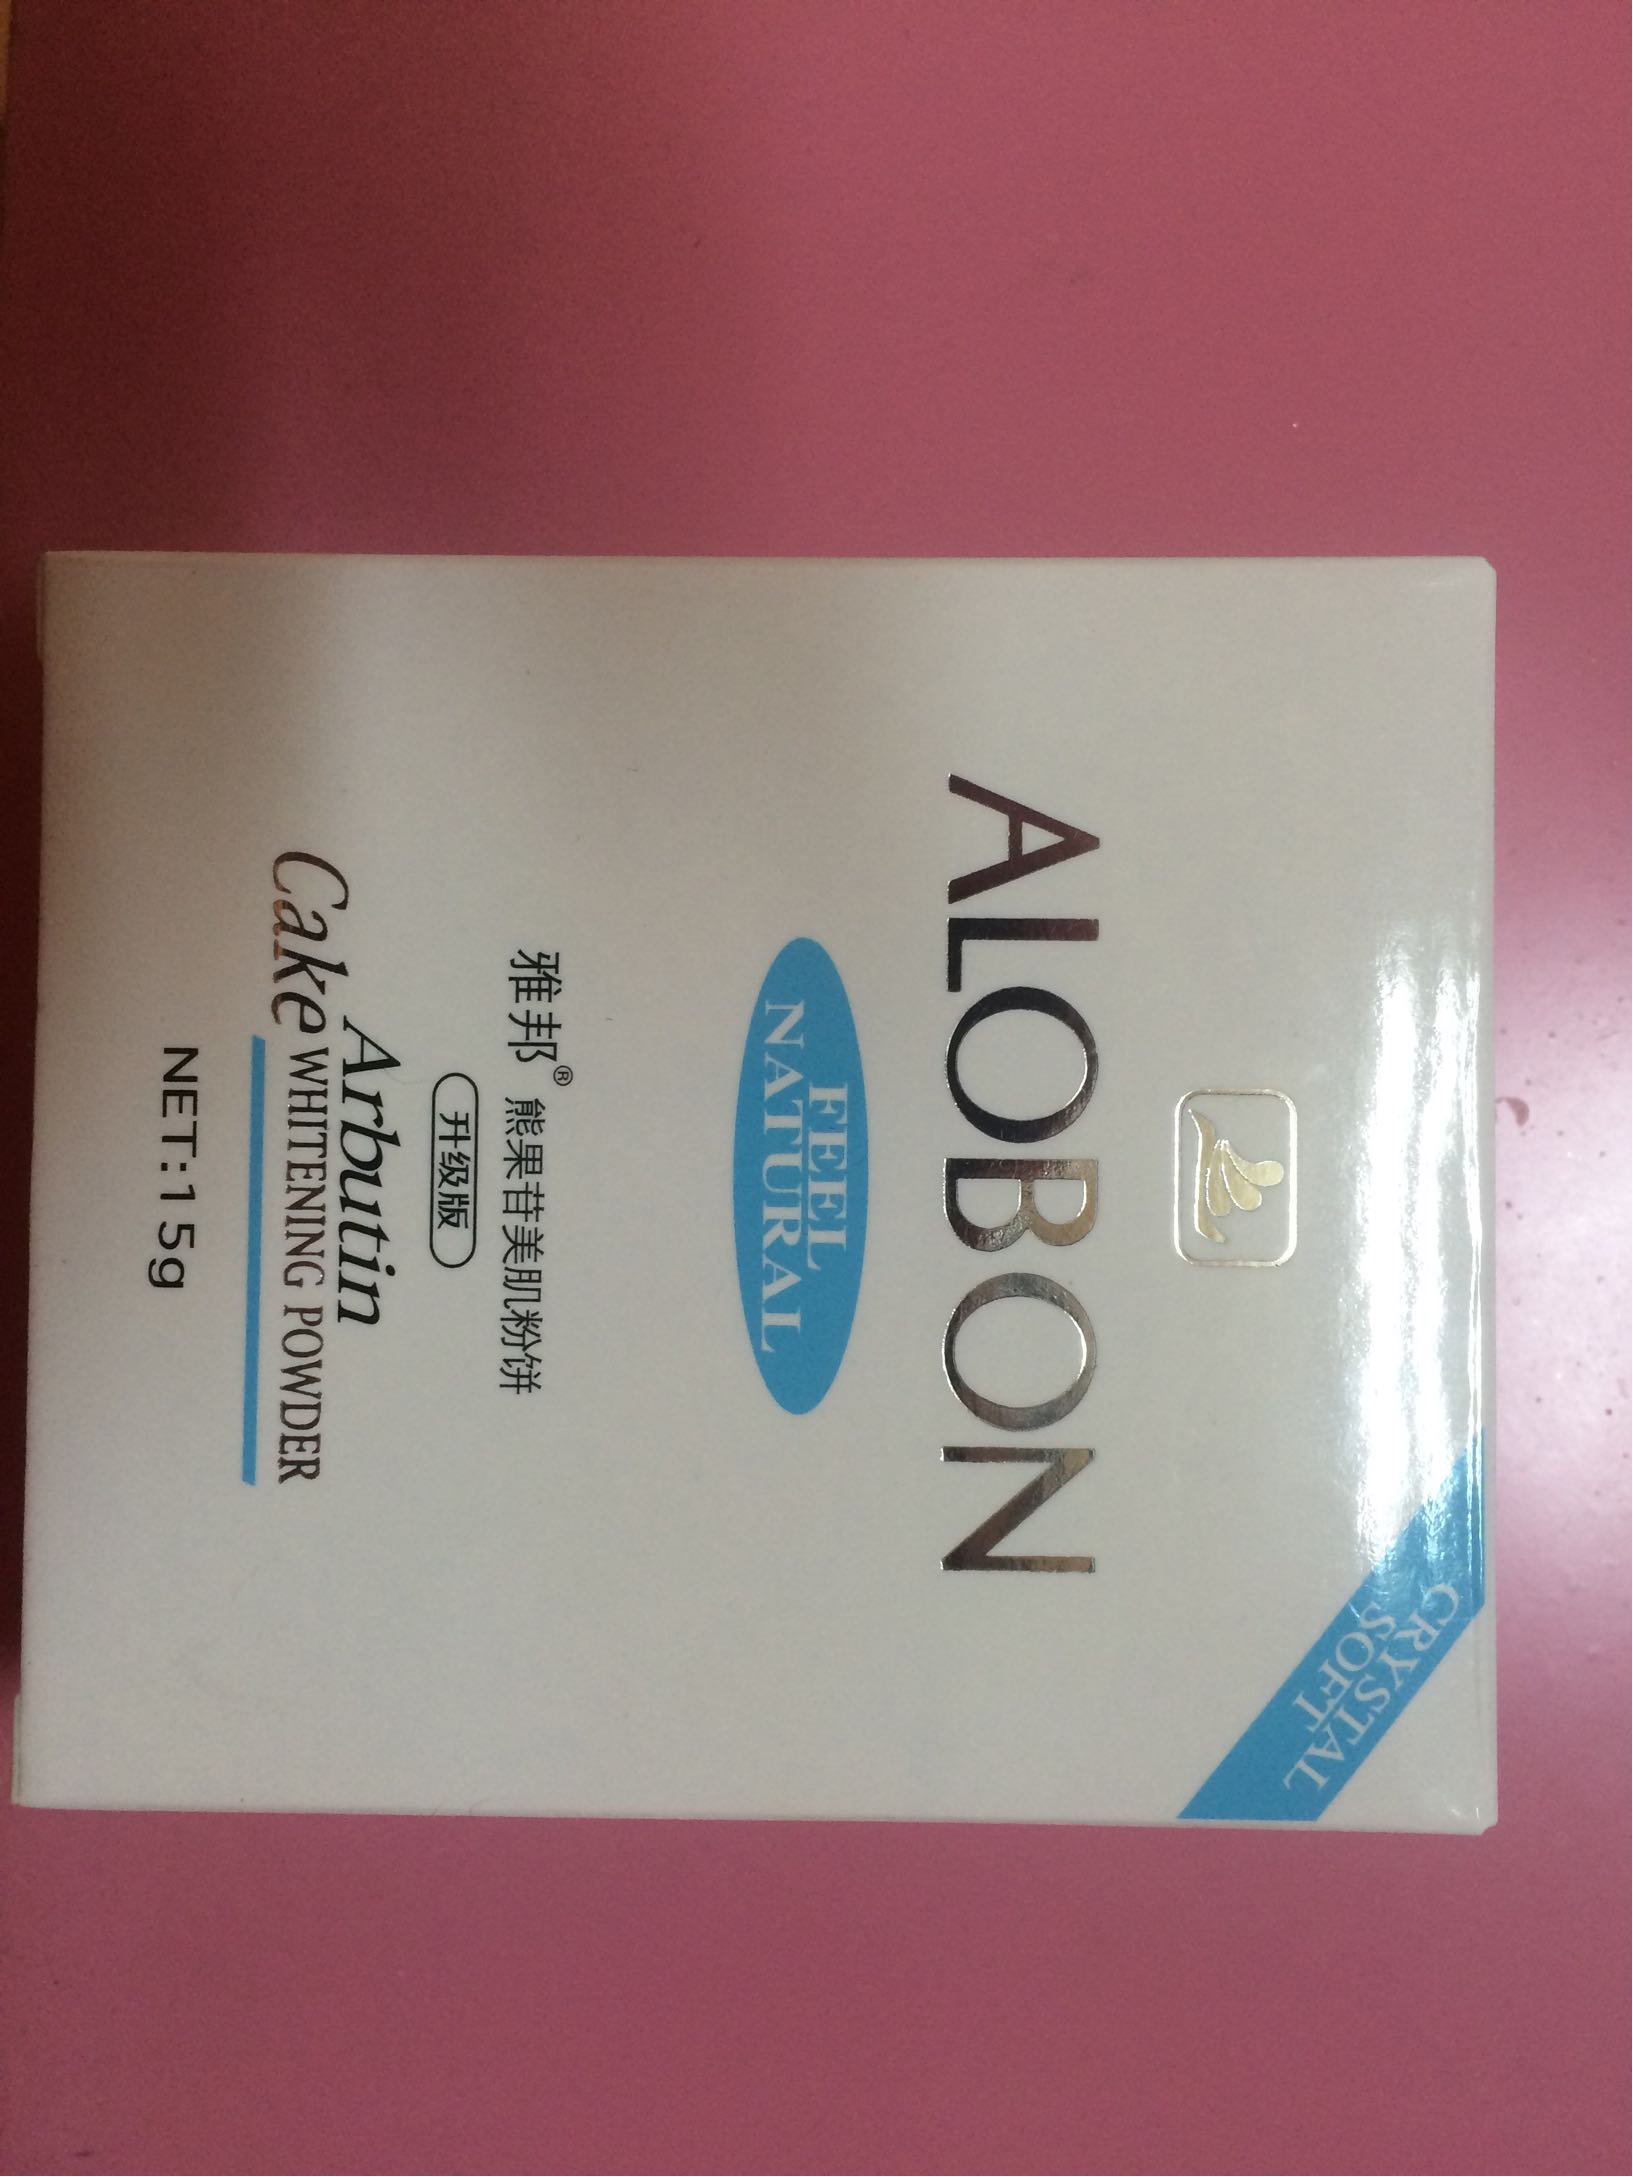 CRYSTAL
SOFT
ALOBON
FEEL
NATURAL
雅邦® 熊果苷美肌粉饼
升级版
Arbutin
Cake WHITENING POWDER
NET:15g